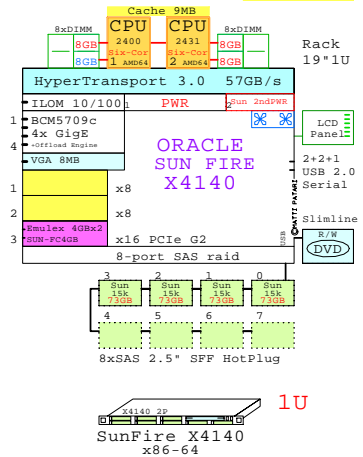 Cache 9MB
8xDIMM CPU CPU 8xDIMM
8GB 2400 2431 8GB
Six-Cor Six-Cor
8GB 1 AMD64 2 AMD64 8GB
Rack
19"1U
HyperTransport 3.0 57GB/s
ILOM 10/100 1 PWR 2 Sun 2ndPWR
1 BCM5709c
4x GigE
4 +Offload Engine
LCD
Panel
VGA 8MB
ORACLE
SUN FIRE
X4140
2+2+1
USB 2.0
Serial
1 x8
2 x8
©MATTI PATARI
Slimline
Emulex 4GBx2
3 SUN-FC4GB x16 PCIe G2
USB
R/W
DVD
8-port SAS raid
3 2 1 0
Sun Sun Sun Sun
15k 15k 15k 15k
73GB 73GB 73GB 73GB
4 5 6 7
8xSAS 2.5" SFF HotPlug
1U
X4140 2P
SunFire X4140
x86-64